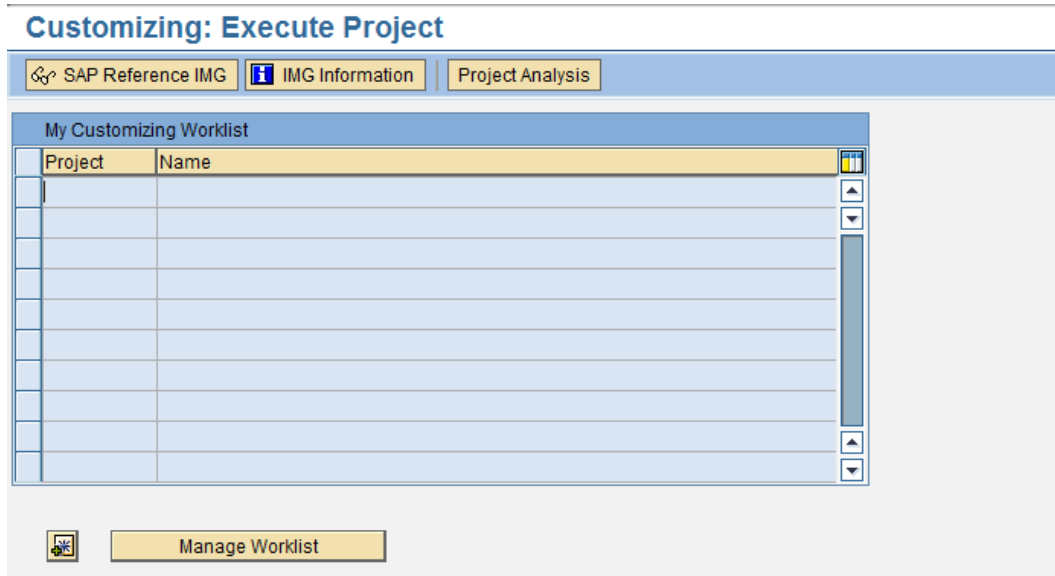 Customizing: Execute Project
SAP Reference IMG IMG Information Project Analysis
My Customizing Worklist
Project Name
Manage Worklist